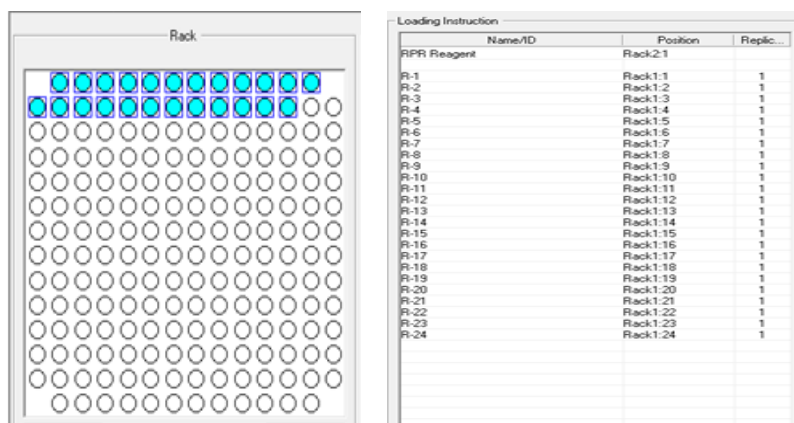 Rack
Loading Instruction
Name/ID Position Replic...
RPR Reagent Rack2:1
R-1 Rack1:1 1
R-2 Rack1:2 1
R-3 Rack1:3 1
R-4 Rack1:4 1
R-5 Rack1:5 1
R-6 Rack1:6 1
R-7 Rack1:7 1
R-8 Rack1:8 1
R-9 Rack1:9 1
R-10 Rack1:10 1
R-11 Rack1:11 1
R-12 Rack1:12 1
R-13 Rack1:13 1
R-14 Rack1:14 1
R-15 Rack1:15 1
R-16 Rack1:16 1
R-17 Rack1:17 1
R-18 Rack1:18 1
R-19 Rack1:19 1
R-20 Rack1:20 1
R-21 Rack1:21 1
R-22 Rack1:22 1
R-23 Rack1:23 1
R-24 Rack1:24 1